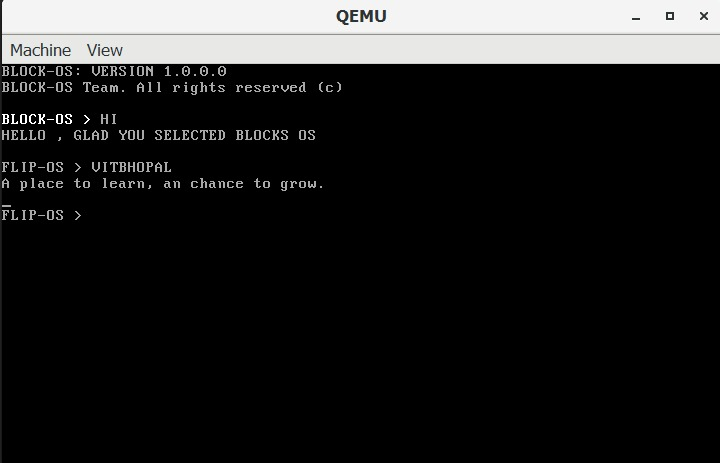 QEMU
Machine View
BLOCK-OS: VERSION 1.0.0.0
BLOCK-OS Team. All rights reserved (c)
BLOCK-OS > HI
HELLO , GLAD YOU SELECTED BLOCKS OS
FLIP-OS > VITBHOPAL
A place to learn, an chance to grow.
FLIP-OS >